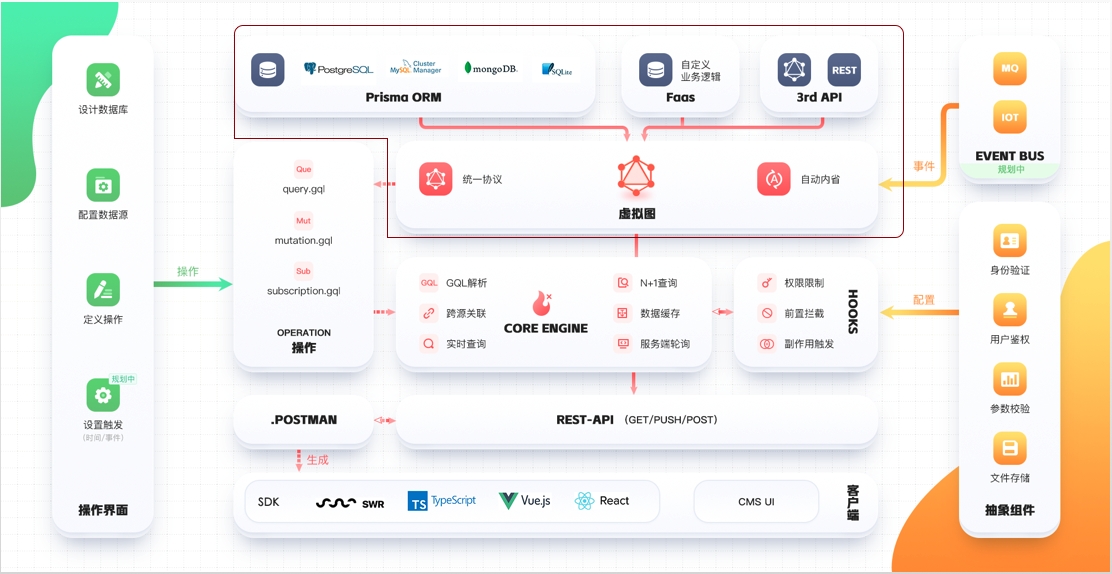 设计数据库
配置数据源
定义操作
规划中
设置触发
(时间/事件)
操作界面
操作
PostgreSQL
MySQL Cluster Manager
mongoDB.
SQLite
Prisma ORM
自定义
业务逻辑
Faas
REST
3rd API
统一协议
虚拟图
自动内省
Que
query.gql
Mut
mutation.gql
Sub
subscription.gql
OPERATION
操作
GQL
GQL解析
跨源关联
实时查询
CORE ENGINE
N+1查询
数据缓存
服务端轮询
权限限制
前置拦截
副作用触发
HOOKS
.POSTMAN
REST-API (GET/PUSH/POST)
生成
SDK
SWR
TS TypeScript
Vue.js
React
CMS UI
客户端
事件
MQ
IOT
EVENT BUS
规划中
配置
身份验证
用户鉴权
参数校验
文件存储
抽象组件